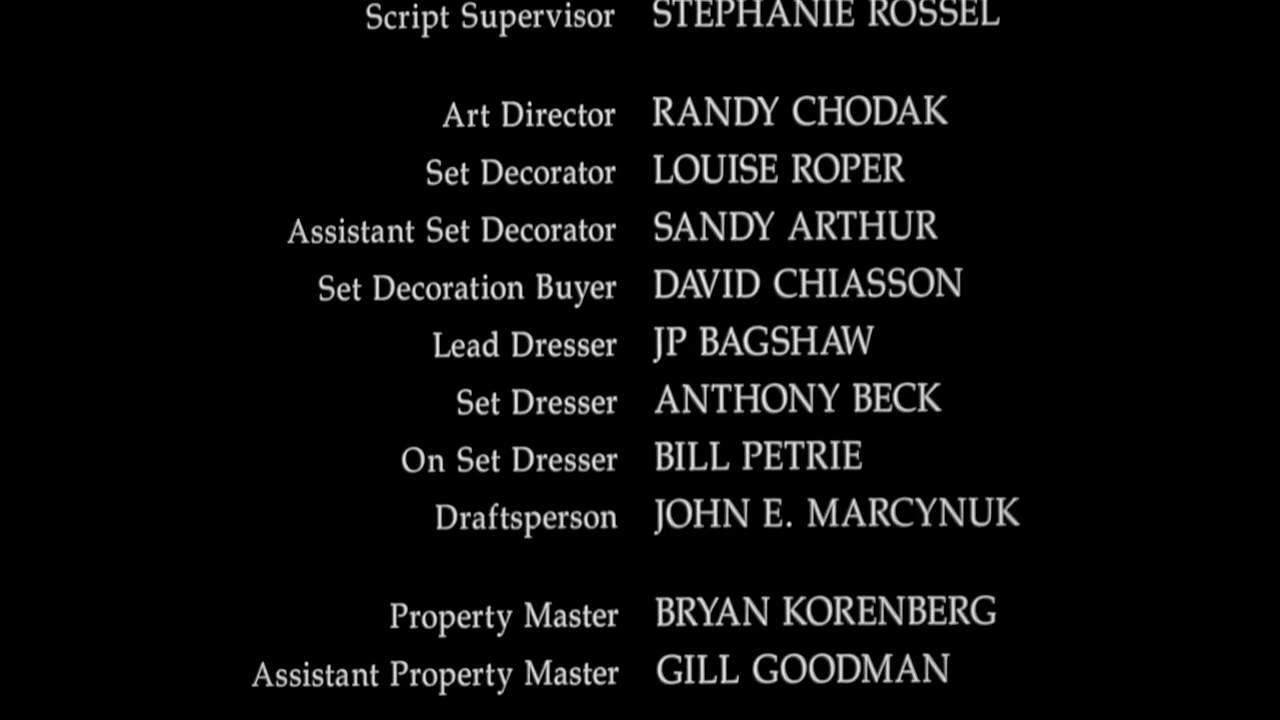 Script Supervisor STEPHANIE ROSSEL
Art Director RANDY CHODAK
Set Decorator LOUISE ROPER
Assistant Set Decorator SANDY ARTHUR
Set Decoration Buyer DAVID CHIASSON
Lead Dresser JP BAGSHAW
Set Dresser ANTHONY BECK
On Set Dresser BILL PETRIE
Draftsperson JOHN E. MARCYNUK
Property Master BRYAN KORENBERG
Assistant Property Master GILL GOODMAN